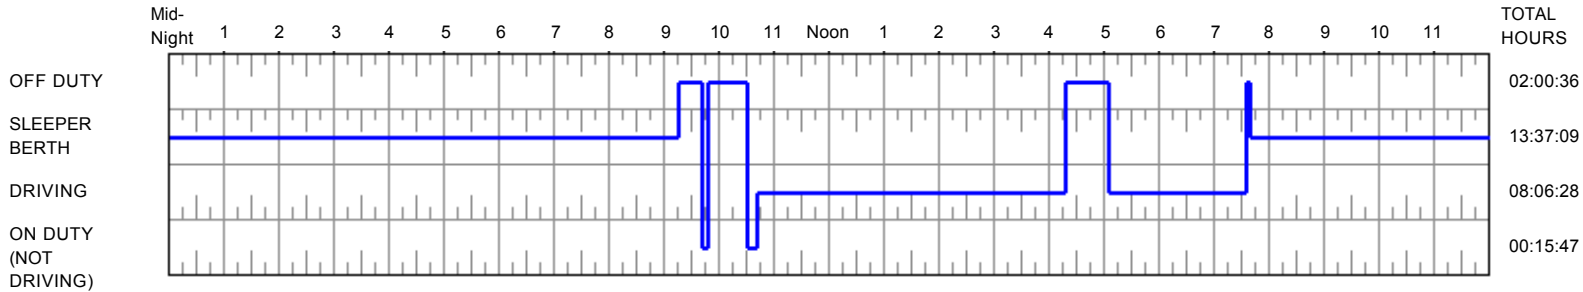 Mid-
Night 1 2 3 4 5 6 7 8 9 10 11 Noon 1 2 3 4 5 6 7 8 9 10 11 TOTAL
HOURS
OFF DUTY 02:00:36
SLEEPER
BERTH 13:37:09
DRIVING 08:06:28
ON DUTY
(NOT
DRIVING) 00:15:47